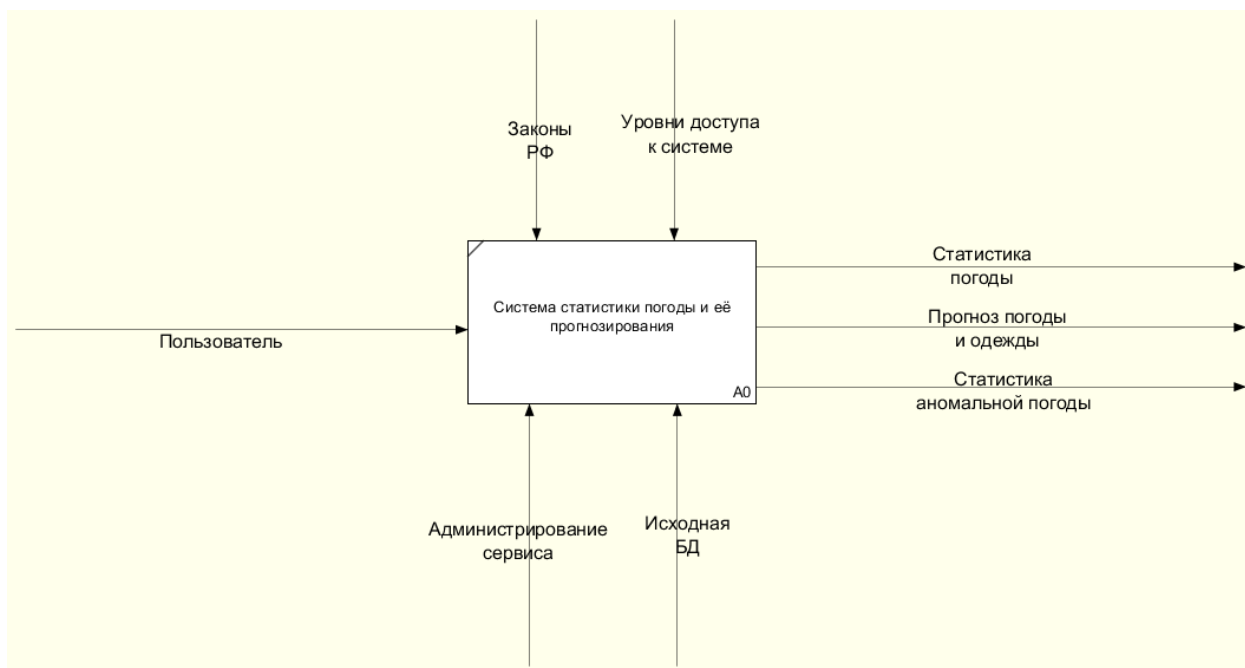 Законы
РФ
Уровни доступа
к системе
Статистика
погоды
Система статистики погоды и её
прогнозирования
Прогноз погоды
и одежды
Пользователь
Статистика
аномальной погоды
A0
Администрирование
сервиса
Исходная
БД